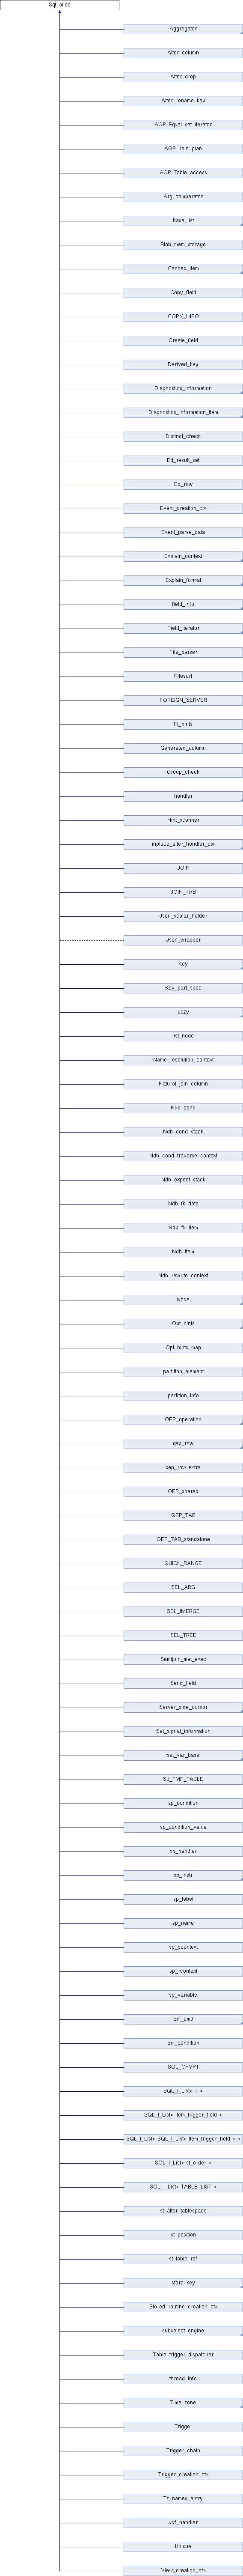 Sql_alloc
Aggregator
Alter_column
Alter_drop
Alter_rename_key
AQP::Equal_set_iterator
AQP::Join_plan
AQP::Table_access
Arg_comparator
base_list
Blob_mem_storage
Cached_item
Copy_field
COPY_INFO
Create_field
Derived_key
Diagnostics_information
Diagnostics_information_item
Distinct_check
Ed_result_set
Ed_row
Event_creation_ctx
Event_parse_data
Explain_context
Explain_format
field_info
Field_iterator
File_parser
Filesort
FOREIGN_SERVER
Ft_hints
Generated_column
Group_check
handler
Hint_scanner
inplace_alter_handler_ctx
JOIN
JOIN_TAB
Json_scalar_holder
Json_wrapper
Key
Key_part_spec
Lazy
list_node
Name_resolution_context
Natural_join_column
Ndb_cond
Ndb_cond_stack
Ndb_cond_traverse_context
Ndb_expect_stack
Ndb_fk_data
Ndb_fk_item
Ndb_item
Ndb_rewrite_context
Node
Opt_hints
Opt_hints_map
partition_element
partition_info
QEP_operation
qep_row
qep_row::extra
QEP_shared
QEP_TAB
QEP_TAB_standalone
QUICK_RANGE
SEL_ARG
SEL_IMERGE
SEL_TREE
Semijoin_mat_exec
Send_field
Server_side_cursor
Set_signal_information
set_var_base
SJ_TMP_TABLE
sp_condition
sp_condition_value
sp_handler
sp_instr
sp_label
sp_name
sp_pcontext
sp_rcontext
sp_variable
Sql_cmd
Sql_condition
SQL_CRYPT
SQL_I_List< T >
SQL_I_List< Item_trigger_field >
SQL_I_List< SQL_I_List< Item_trigger_field > >
SQL_I_List< st_order >
SQL_I_List< TABLE_LIST >
st_alter_tablespace
st_position
st_table_ref
store_key
Stored_routine_creation_ctx
subselect_engine
Table_trigger_dispatcher
thread_info
Time_zone
Trigger
Trigger_chain
Trigger_creation_ctx
Tz_names_entry
udf_handler
Unique
View_creation_ctx